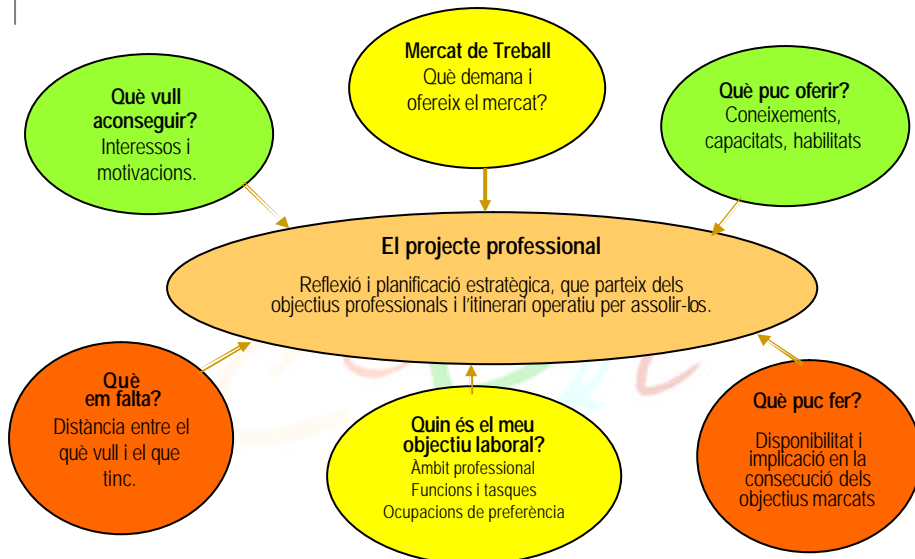 Mercat de Treball
Què demana i
ofereix el mercat?
Què vull
aconseguir?
Interessos i
motivacions.
Què puc oferir?
Coneixements,
capacitats, habilitats
El projecte professional
Reflexió i planificació estratègica, que parteix dels
objectius professionals i l'itinerari operatiu per assolir-los.
Què
em falta?
Distància entre el
què vull i el que
tinc.
Quin és el meu
objectiu laboral?
Àmbit professional
Funcions i tasques
Ocupacions de preferència
Què puc fer?
Disponibilitat i
implicació en la
consecució dels
objectius marcats